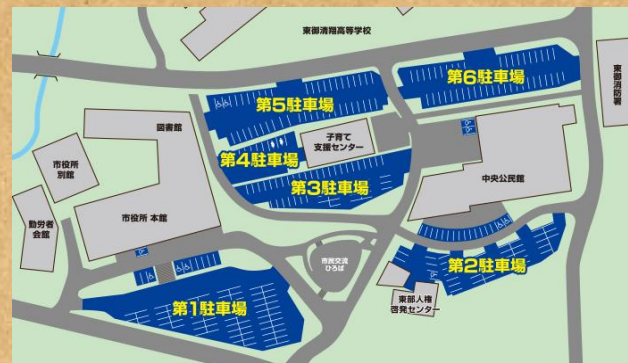 東御清翔高等学校
第6駐車場
東御消防署
第5駐車場
図書館
子育て
支援センター
第4駐車場
第3駐車場
市役所
別館
中央公民館
勤労者
会館
市役所 本館
市民交流
ひろば
第2駐車場
第1駐車場
東部人権
啓発センター